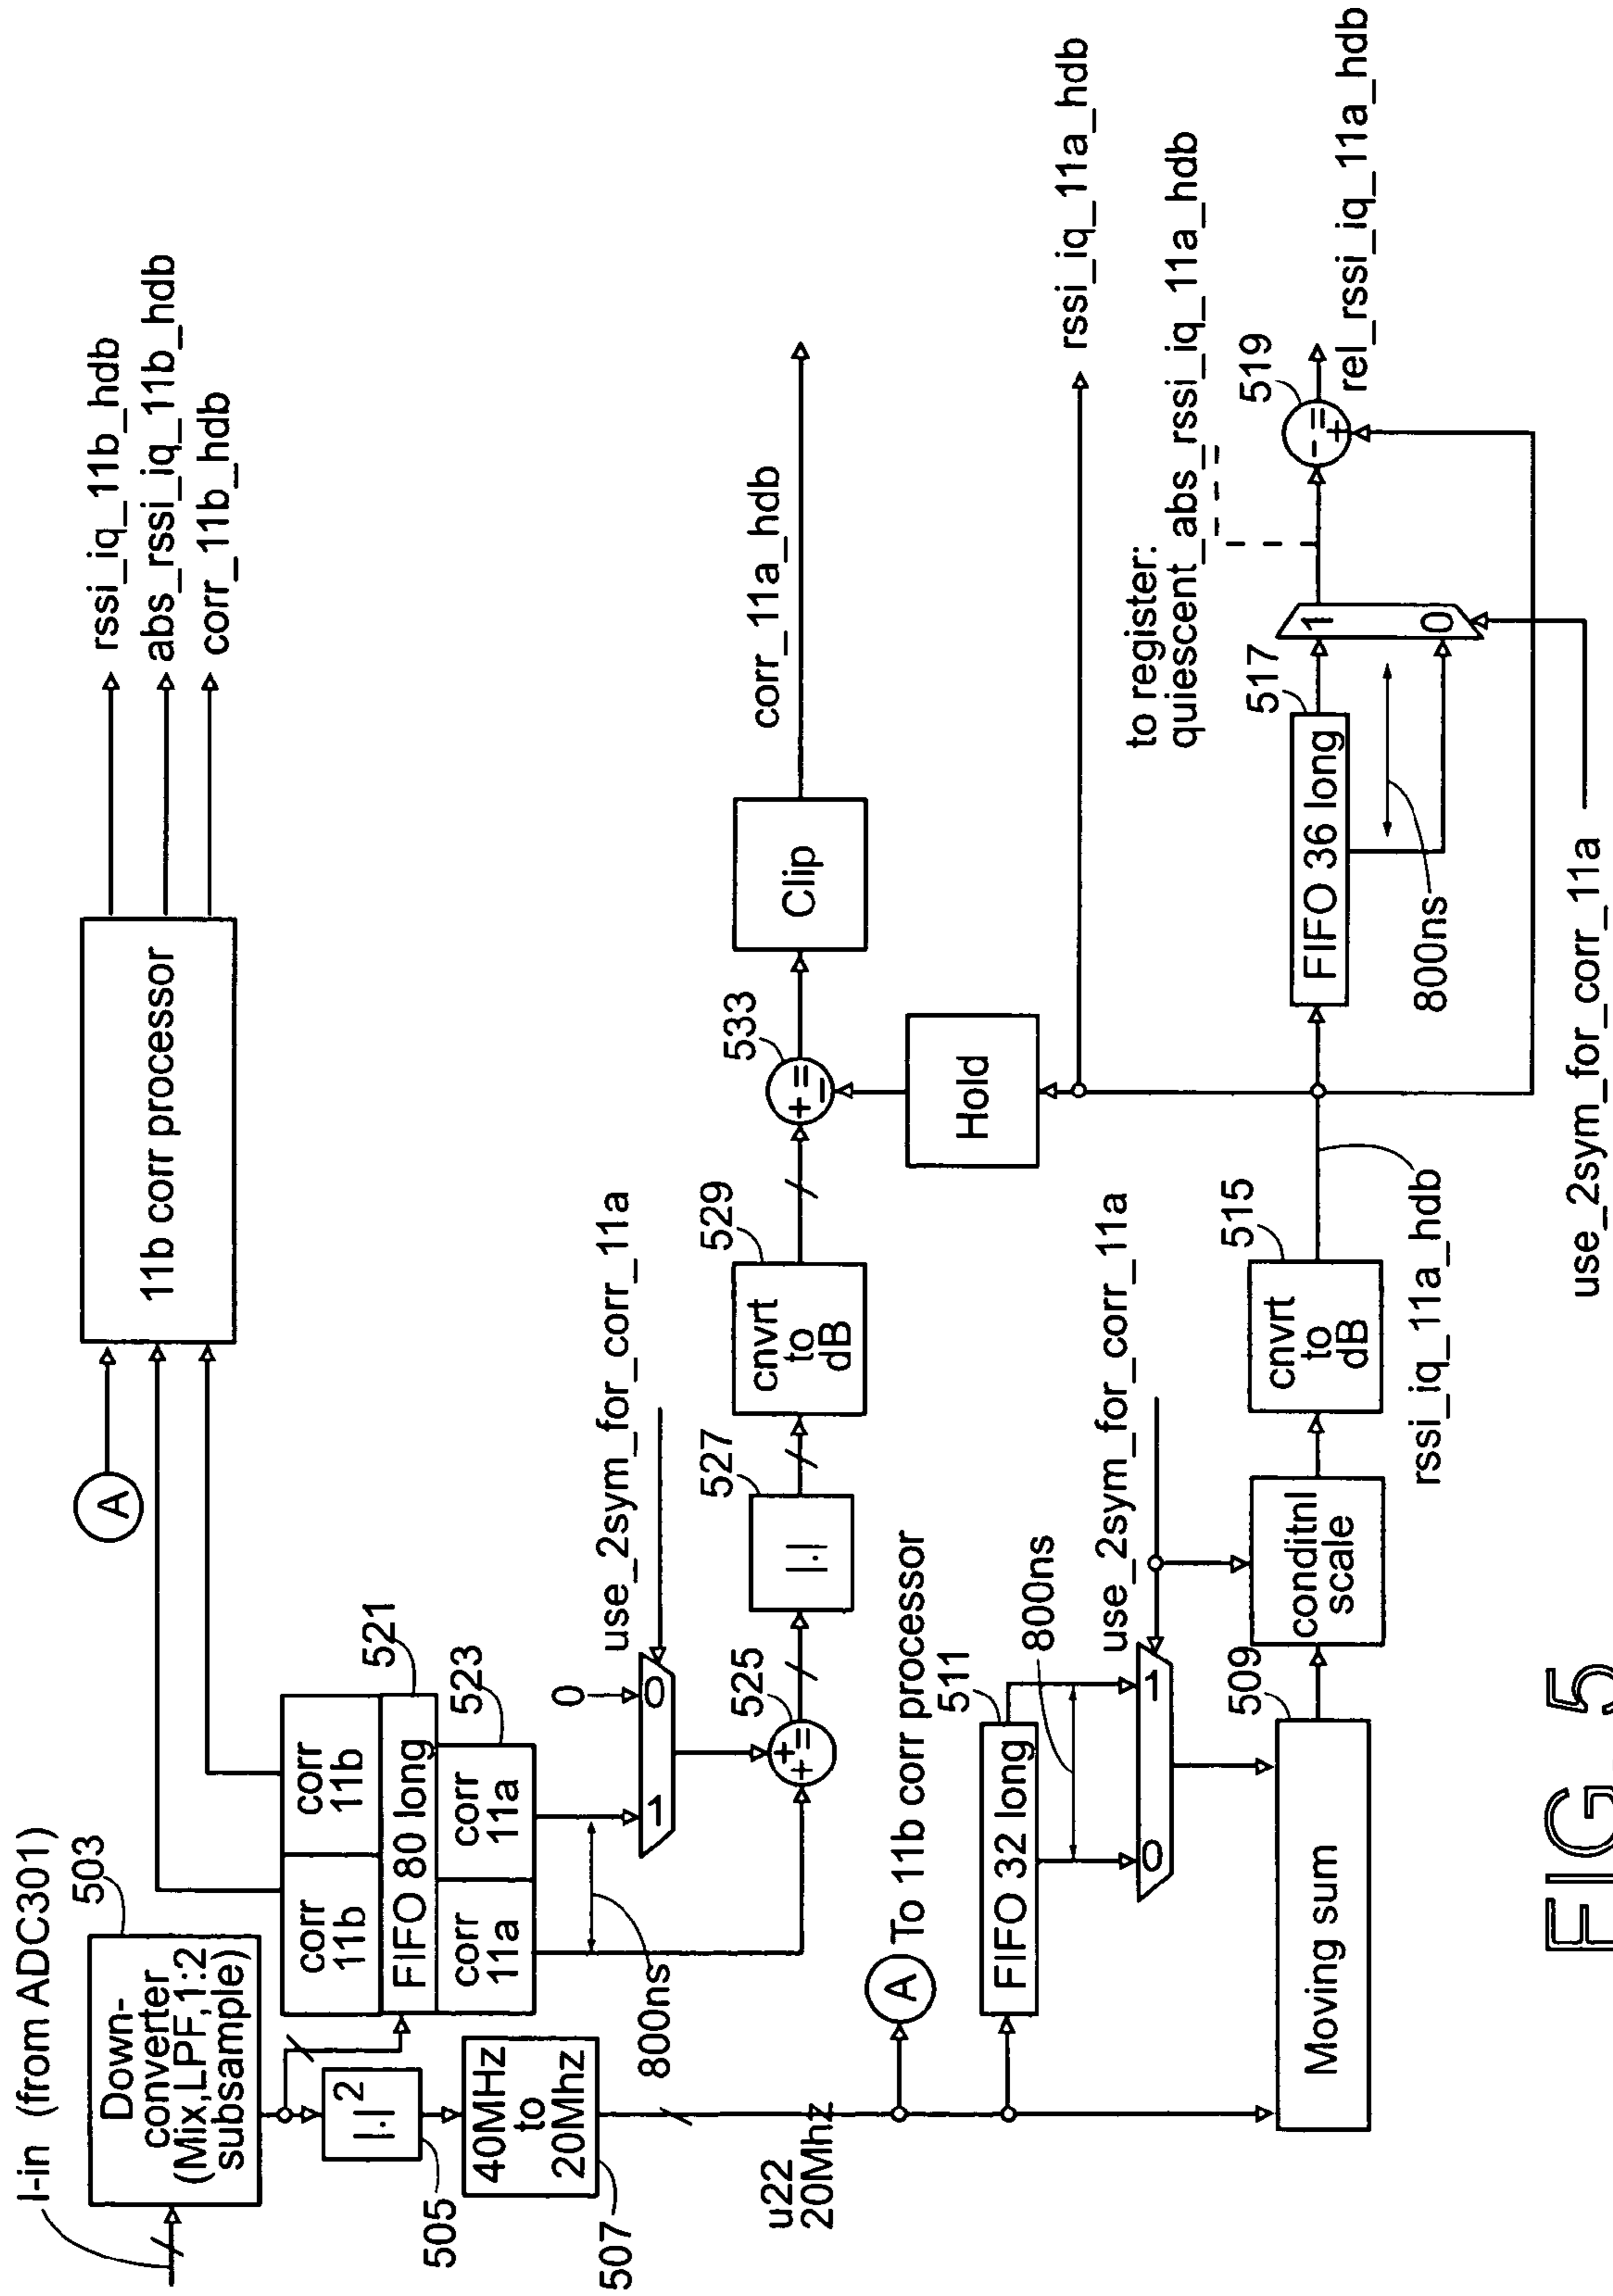 I-in (from ADC301)
503
Down-
converter
(Mix,LPF,1:2
subsample)
|·|²
505
40MHz
to
20Mhz
507
corr
11b
corr
11b
521
FIFO 80 long
corr
11a
corr
11a
523
800ns
A
11b corr processor
rssi_iq_11b_hdb
abs_rssi_iq_11b_hdb
corr_11b_hdb
0
1
0
use_2sym_for_corr_11a
+
+
=
525
|·|
527
cnvrt
to
dB
529
+
=
−
533
Clip
corr_11a_hdb
Hold
rssi_iq_11a_hdb
u22
20Mhz
A
To 11b corr processor
FIFO 32 long
511
800ns
0
1
use_2sym_for_corr_11a
Moving sum
509
conditnl
scale
cnvrt
to
dB
515
rssi_iq_11a_hdb
FIFO 36 long
517
800ns
1
0
to register:
quiescent_abs_rssi_iq_11a_hdb
−
=
+
519
rel_rssi_iq_11a_hdb
use_2sym_for_corr_11a
FIG. 5